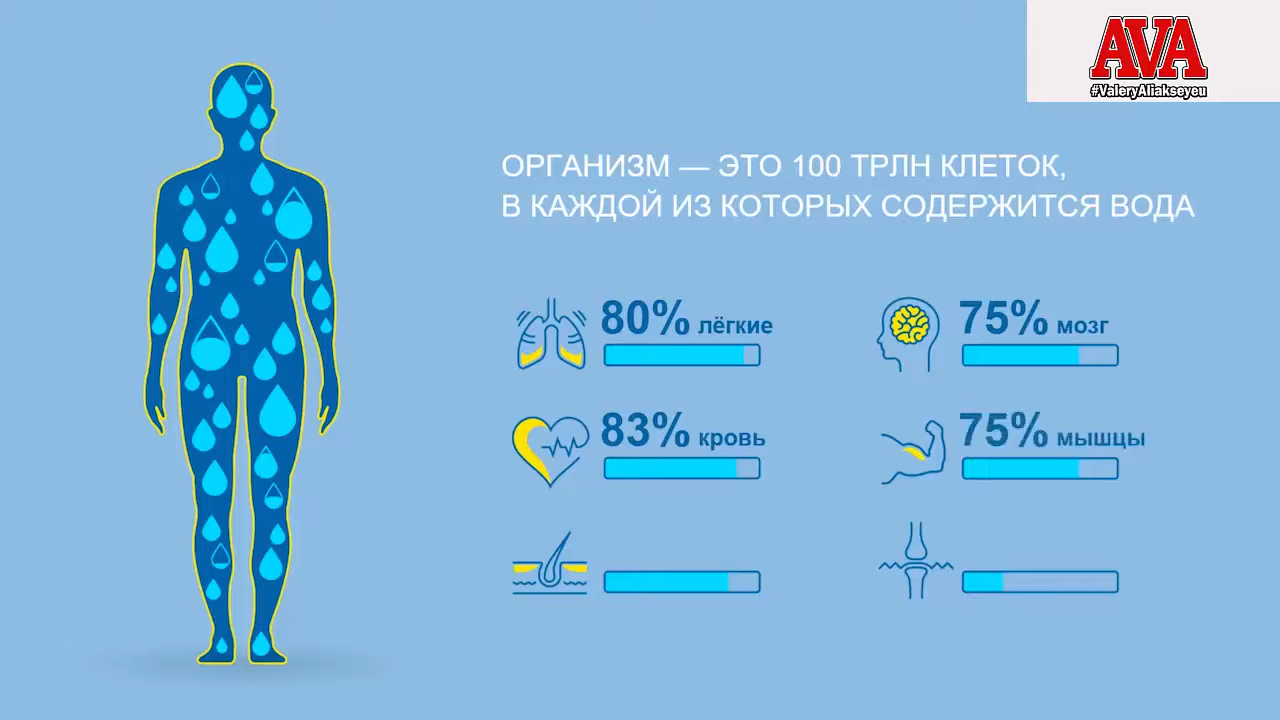 AVA
#ValeryAliakseyeu
ОРГАНИЗМ — ЭТО 100 ТРЛН КЛЕТОК,
В КАЖДОЙ ИЗ КОТОРЫХ СОДЕРЖИТСЯ ВОДА
80% лёгкие
75% мозг
83% кровь
75% мышцы